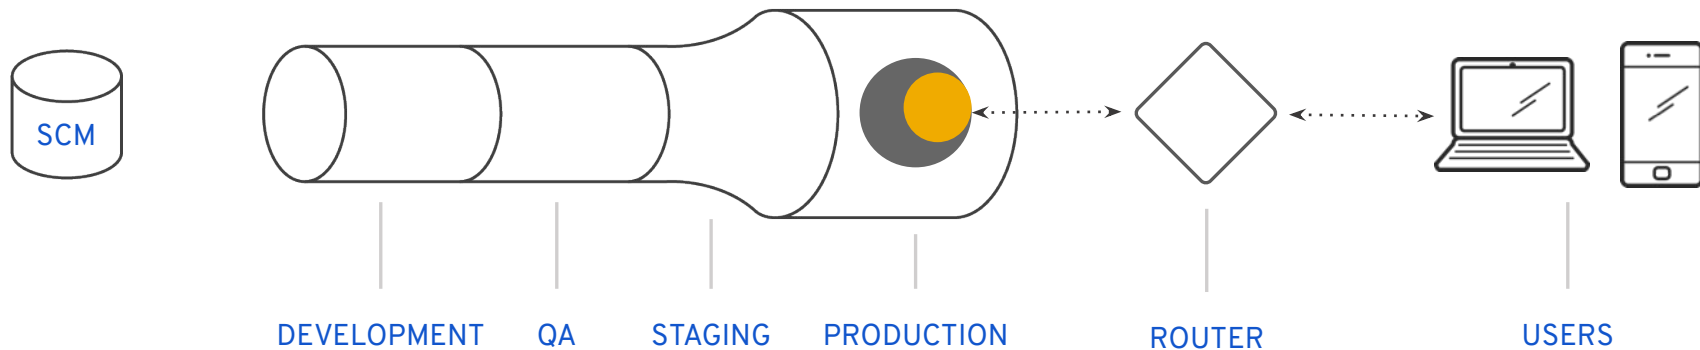 SCM
DEVELOPMENT QA STAGING PRODUCTION ROUTER USERS